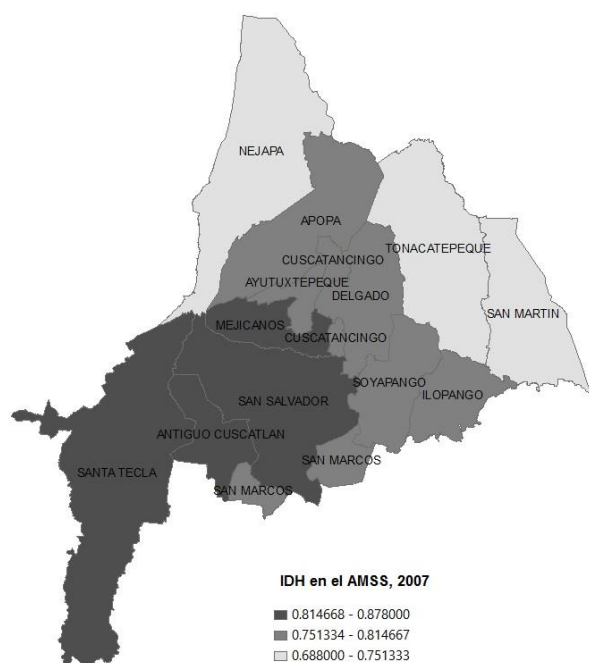 NEJAPA
APOPA
TONACATEPEQUE
CUSCATANCINGO
AYUTUXTEPEQUE
DELGADO
SAN MARTIN
MEJICANOS
CUSCATANCINGO
SOYAPANGO
ILOPANGO
SAN SALVADOR
ANTIGUO CUSCATLAN
SAN MARCOS
SANTA TECLA
SAN MARCOS
IDH en el AMSS, 2007
0.814668 - 0.878000
0.751334 - 0.814667
0.688000 - 0.751333